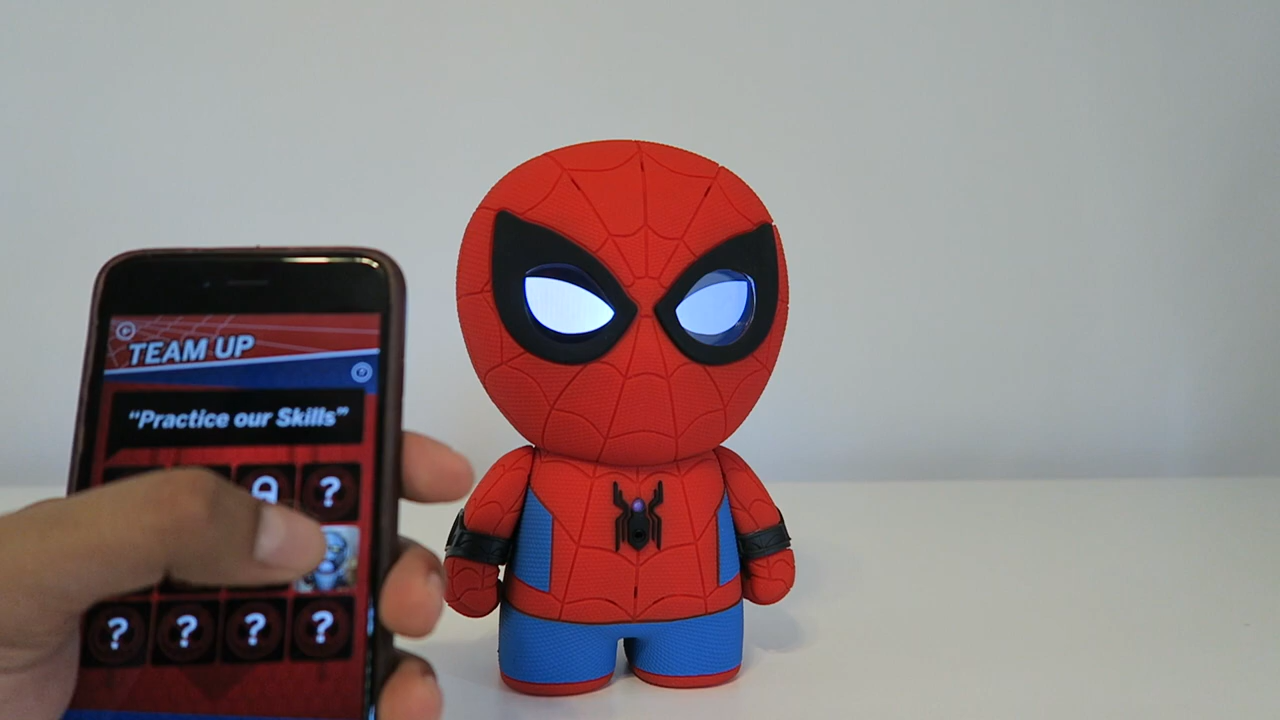 TEAM UP
?
“Practice our Skills”
?
? ? ? ?